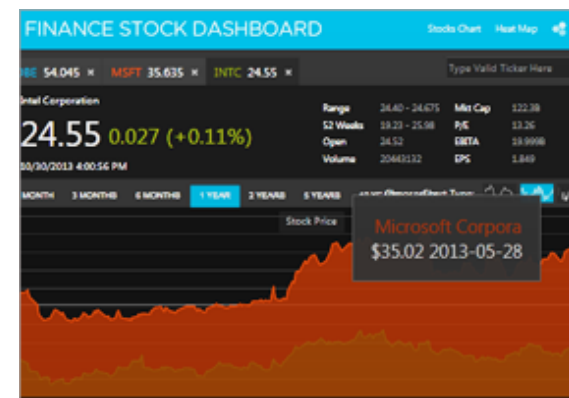 FINANCE STOCK DASHBOARD
Stocks Chart Heat Map
54.045 × MSFT 35.635 × INTC 24.55 ×
Type Valid Ticker Here
Intel Corporation
24.55 0.027 (+0.11%)
10/30/2013 4:00:56 PM
Range 24.40 - 24.675 Mkt Cap 122.3B
52 Weeks 19.23 - 25.98 P/E 13.26
Open 24.52 EBITA 19.999B
Volume 20443132 EPS 1.849
MONTH 3 MONTHS 6 MONTHS 1 YEAR 2 YEARS 5 YEARS
Stock Price
Microsoft Corpora
$35.02 2013-05-28